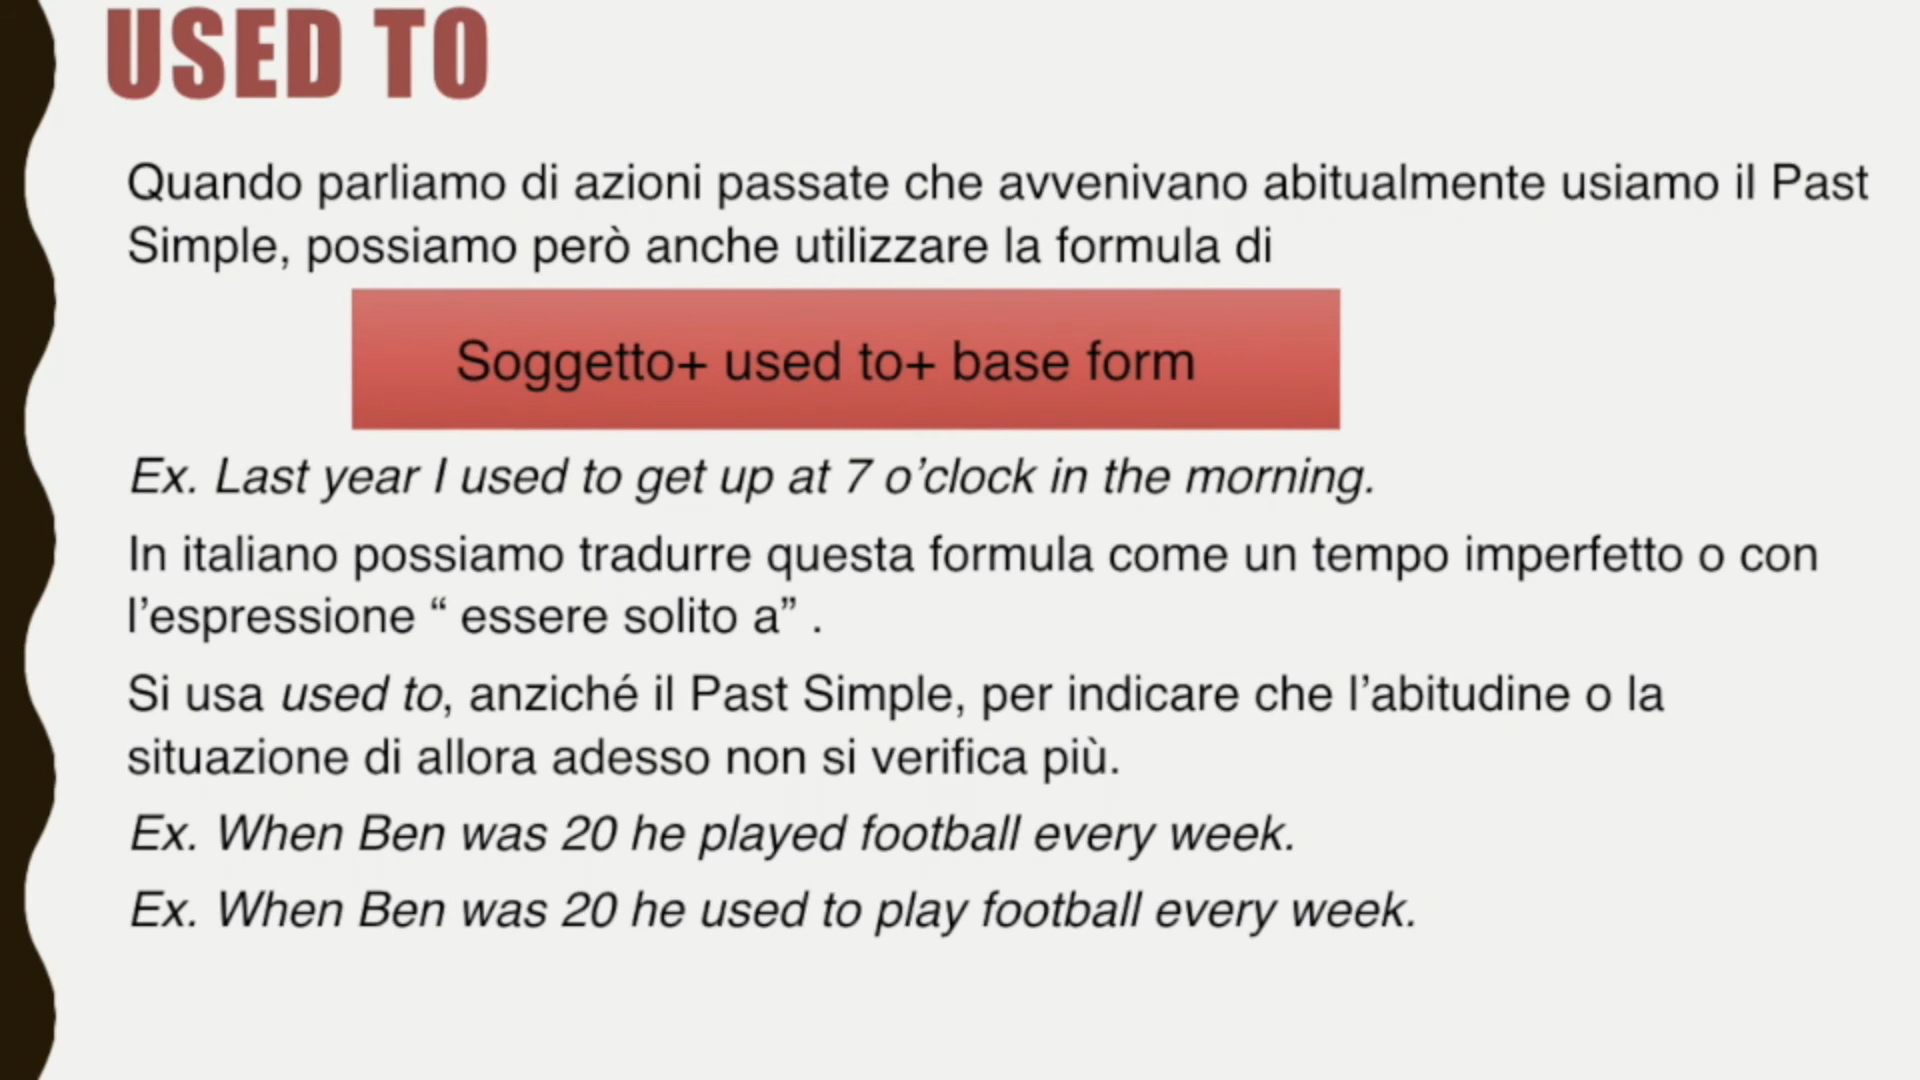 USED TO
Quando parliamo di azioni passate che avvenivano abitualmente usiamo il Past
Simple, possiamo però anche utilizzare la formula di
Soggetto+ used to+ base form
Ex. Last year I used to get up at 7 o’clock in the morning.
In italiano possiamo tradurre questa formula come un tempo imperfetto o con
l’espressione “ essere solito a” .
Si usa used to, anziché il Past Simple, per indicare che l’abitudine o la
situazione di allora adesso non si verifica più.
Ex. When Ben was 20 he played football every week.
Ex. When Ben was 20 he used to play football every week.